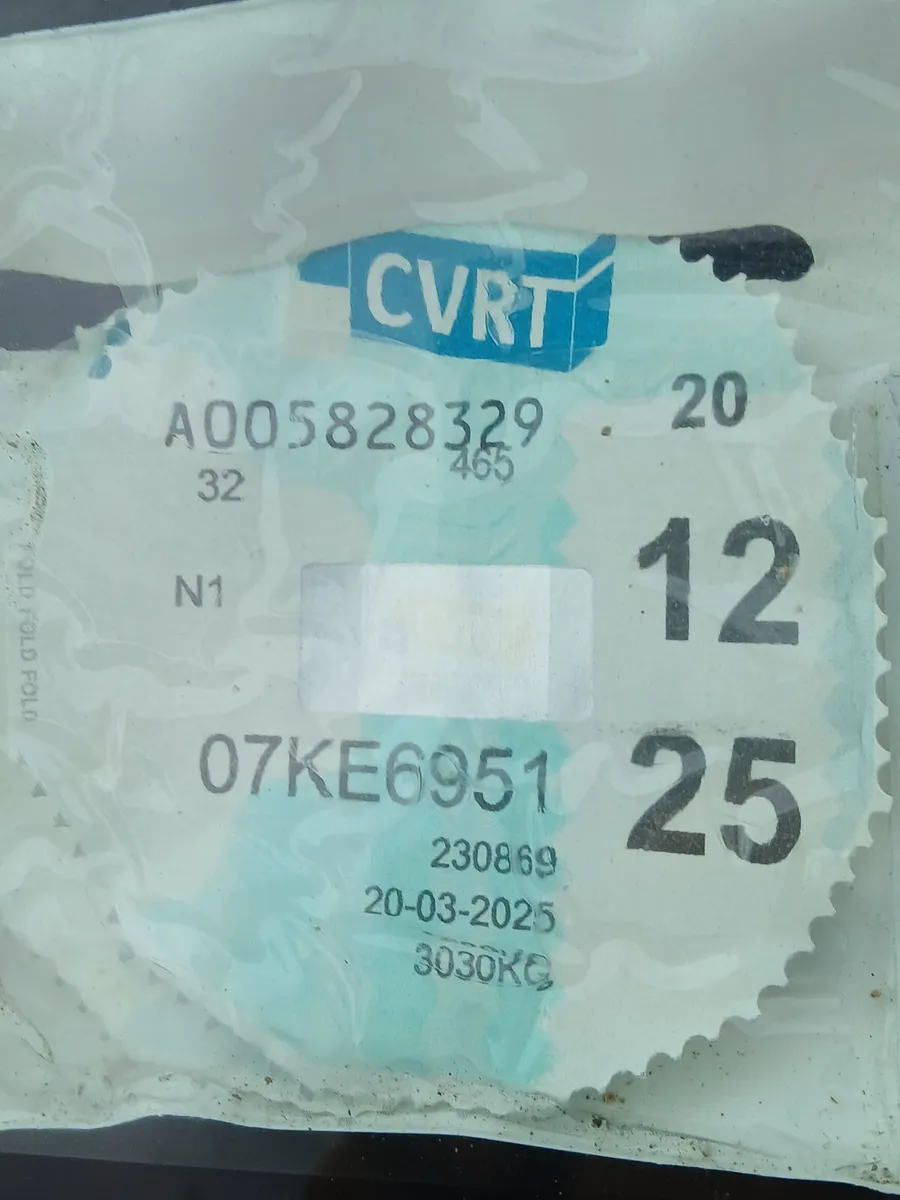 CVRT
A005828329
465
32
20
12
N1
25
07KE6951
230869
20-03-2025
3030KG
FOLD FOLD FOLD